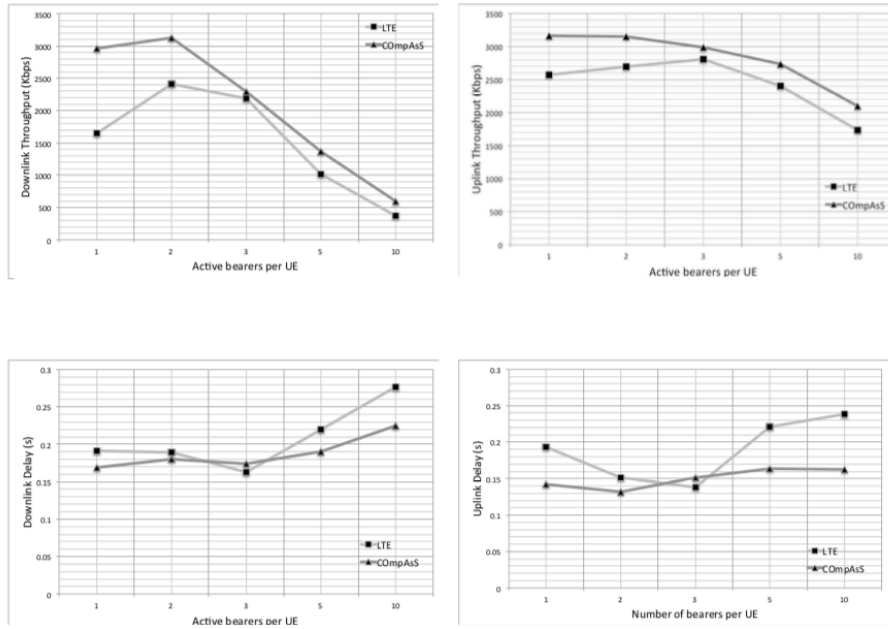 3500
3000
2500
2000
1500
1000
500
0
Downlink Throughput (Kbps)
LTE
COmpAsS
1 2 3 5 10
Active bearers per UE
3500
3000
2500
2000
1500
1000
500
0
Uplink Throughput (Kbps)
LTE
COmpAsS
1 2 3 5 10
Active bearers per UE
0.3
0.25
0.2
0.15
0.1
0.05
0
Downlink Delay (s)
LTE
COmpAsS
1 2 3 5 10
Active bearers per UE
0.3
0.25
0.2
0.15
0.1
0.05
0
Uplink Delay (s)
LTE
COmpAsS
1 2 3 5 10
Number of bearers per UE